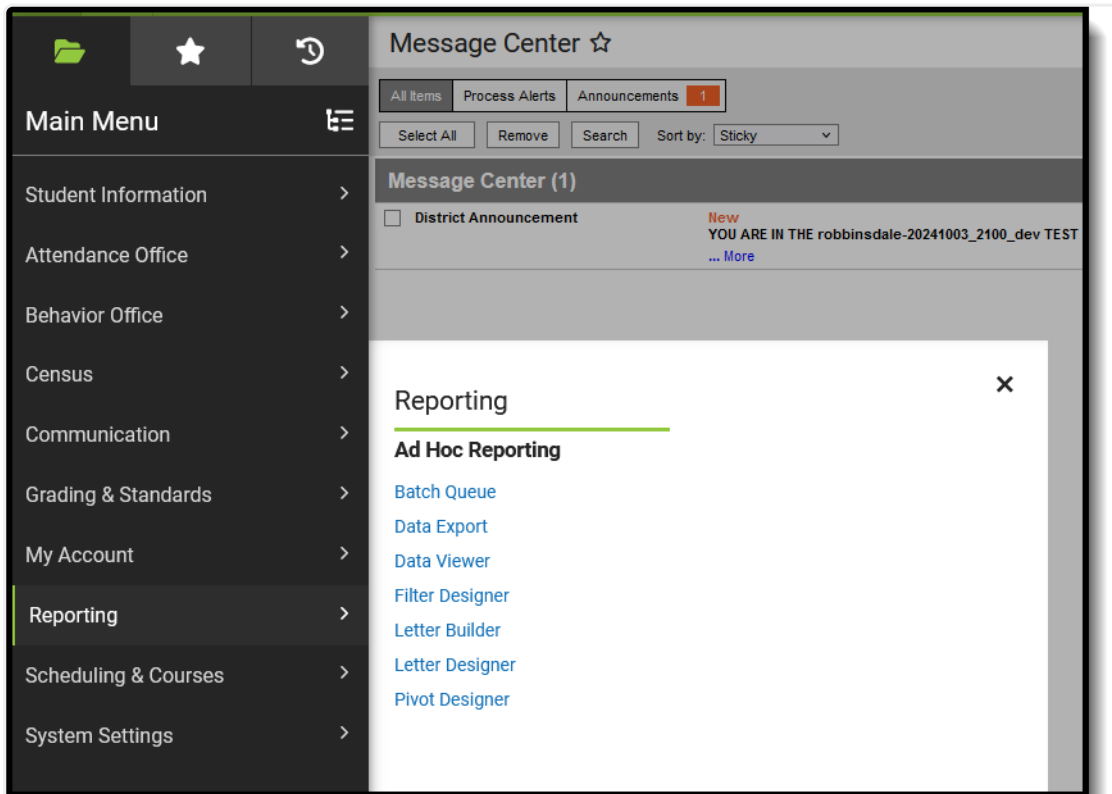 Main Menu
Student Information
Attendance Office
Behavior Office
Census
Communication
Grading & Standards
My Account
Reporting
Scheduling & Courses
System Settings
Message Center
All Items Process Alerts Announcements 1
Select All Remove Search Sort by: Sticky
Message Center (1)
District Announcement New
YOU ARE IN THE robbinsdale-20241003_2100_dev TEST
... More
Reporting
Ad Hoc Reporting
Batch Queue
Data Export
Data Viewer
Filter Designer
Letter Builder
Letter Designer
Pivot Designer